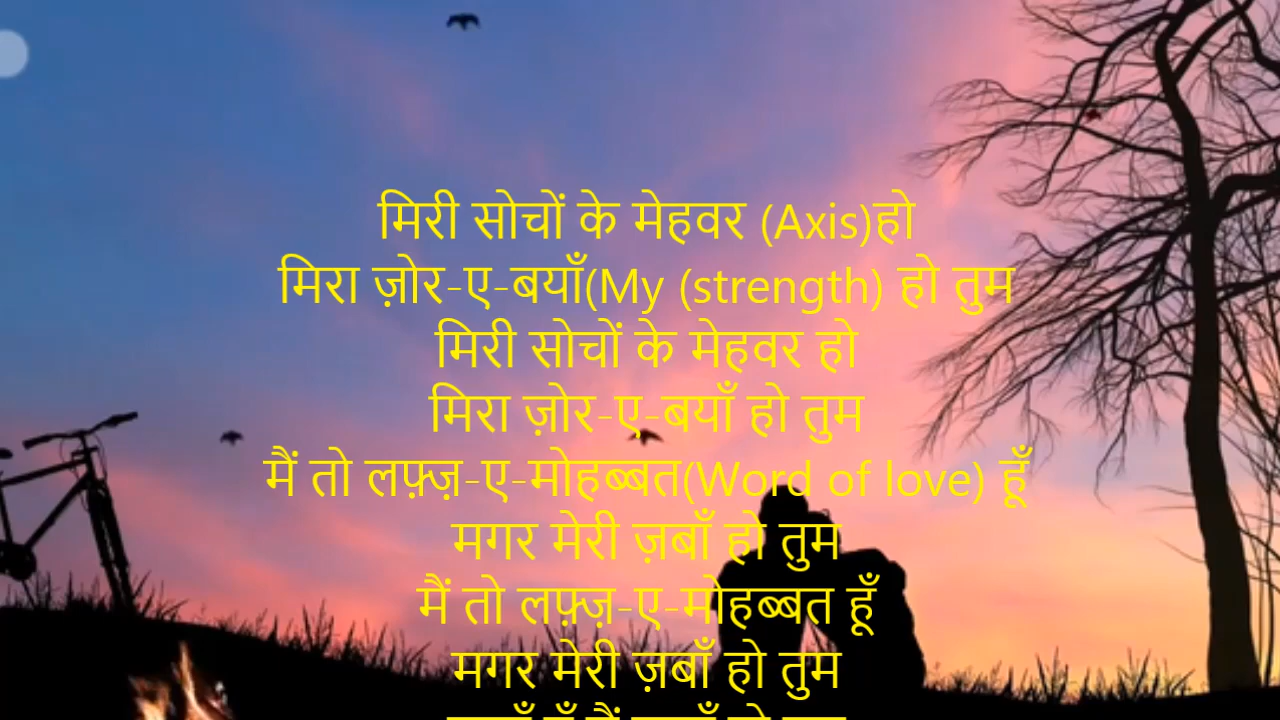 मिरी सोचों के मेहवर (Axis)हो
मिरा ज़ोर-ए-बयाँ(My (strength) हो तुम
मिरी सोचों के मेहवर हो
मिरा ज़ोर-ए-बयाँ हो तुम
मैं तो लफ़्ज़-ए-मोहब्बत(Word of love) हूँ
मगर मेरी ज़बाँ हो तुम
मैं तो लफ़्ज़-ए-मोहब्बत हूँ
मगर मेरी ज़बाँ हो तुम